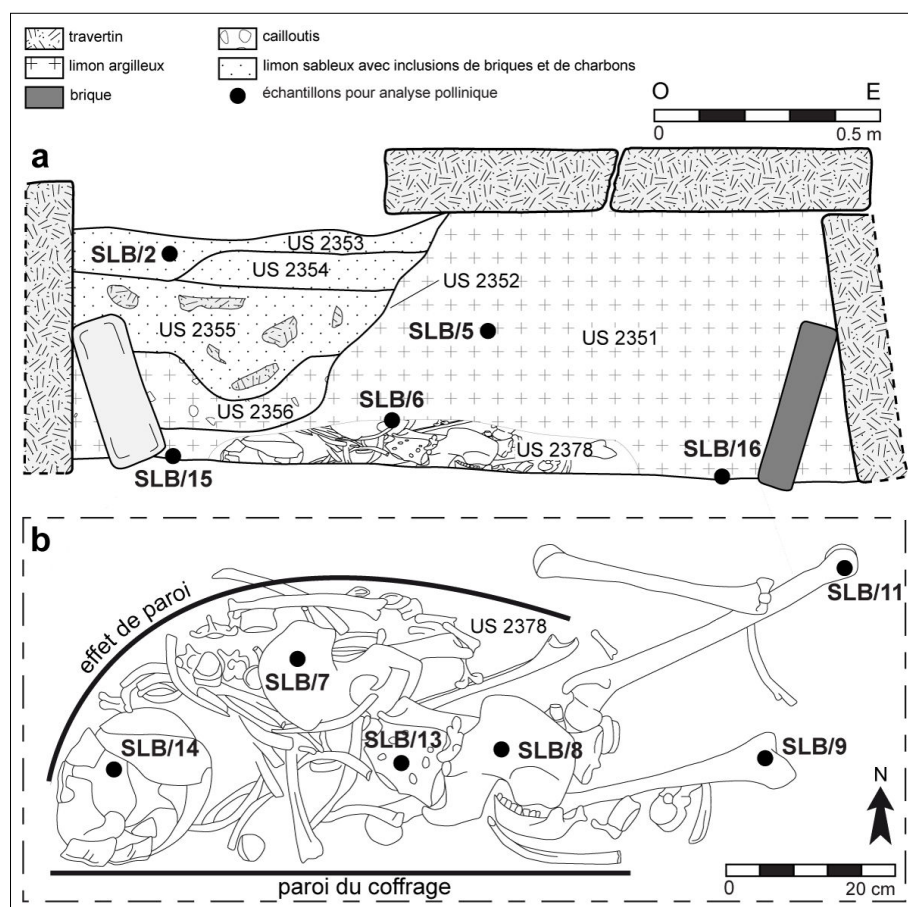 travertin
cailloutis
limon argilleux
limon sableux avec inclusions de briques et de charbons
brique
échantillons pour analyse pollinique
O E
0 0.5 m
a
US 2353
SLB/2
US 2354
US 2352
US 2355
SLB/5
US 2351
SLB/6
US 2356
US 2378
SLB/15
SLB/16
b
effet de paroi
US 2378
SLB/11
SLB/7
SLB/14
SLB/13
SLB/8
SLB/9
N
paroi du coffrage
0 20 cm